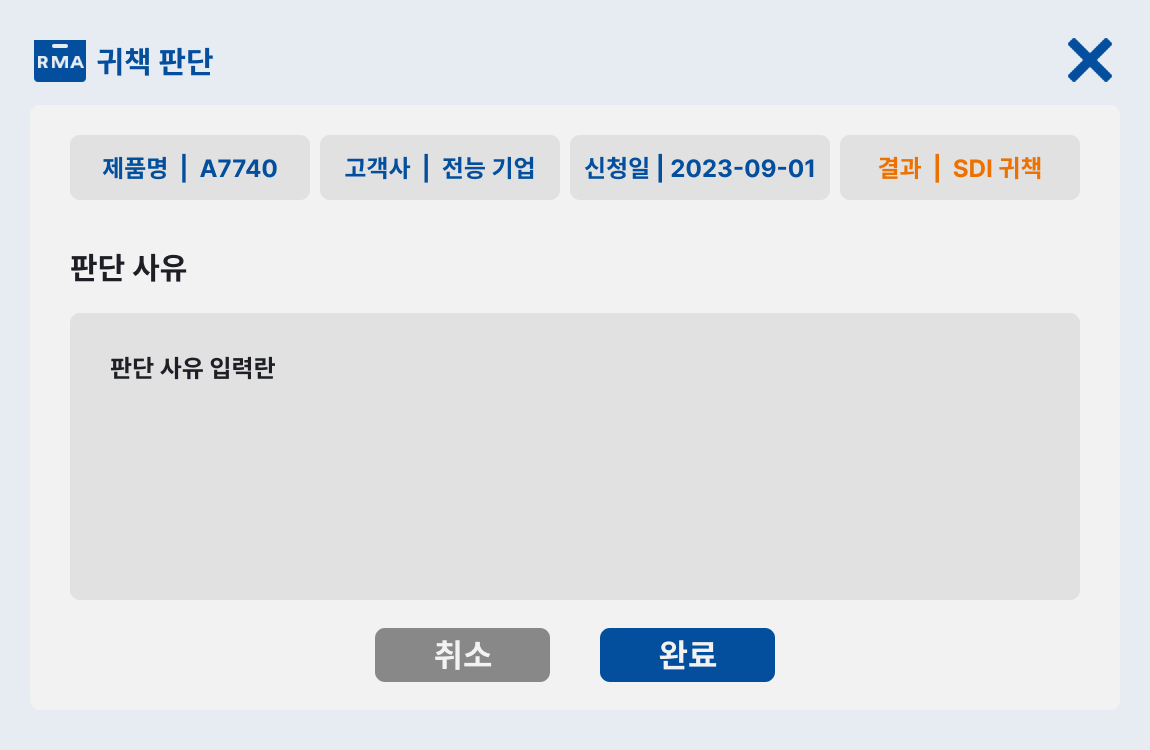 RMA 귀책 판단
제품명 | A7740 고객사 | 전능 기업 신청일 | 2023-09-01 결과 | SDI 귀책
판단 사유
판단 사유 입력란
취소 완료